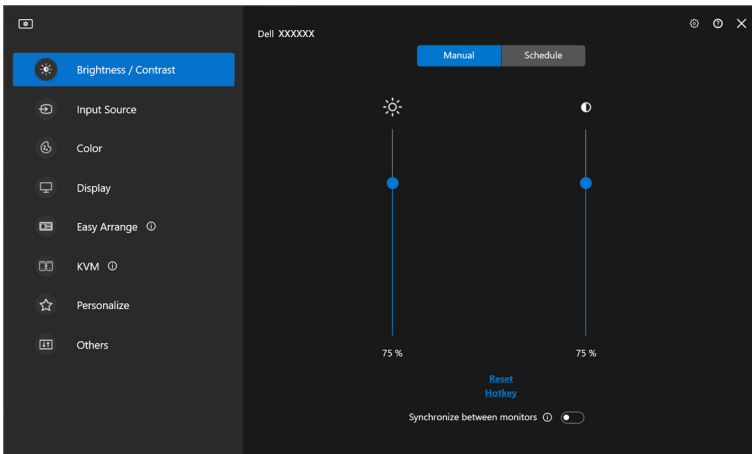 Dell XXXXXX
Manual
Schedule
Brightness / Contrast
Input Source
Color
Display
Easy Arrange
KVM
Personalize
Others
75 %
75 %
Reset
Hotkey
Synchronize between monitors